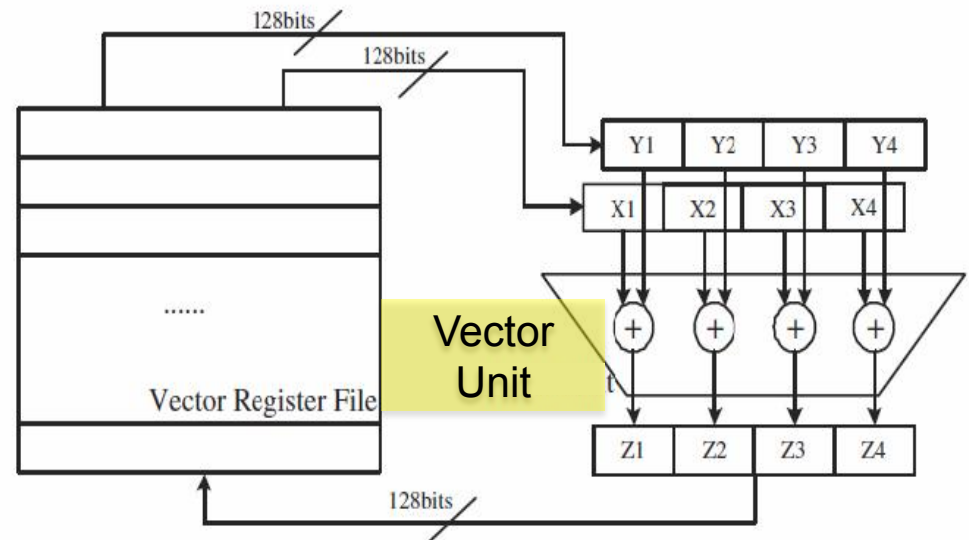 128bits
128bits
Y1 Y2 Y3 Y4
X1 X2 X3 X4
......
+ + + +
Vector
Unit
t
Vector Register File
Z1 Z2 Z3 Z4
128bits